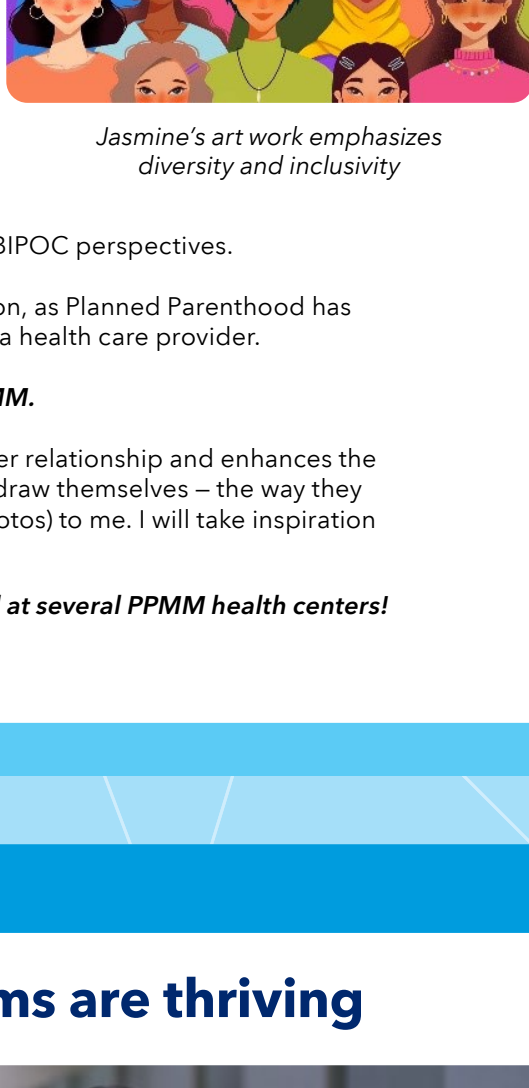 Jasmine’s art work emphasizes
diversity and inclusivity
BIPOC perspectives.
on, as Planned Parenthood has
a health care provider.
MM.
er relationship and enhances the
draw themselves – the way they
otos) to me. I will take inspiration
at several PPMM health centers!
ms are thriving